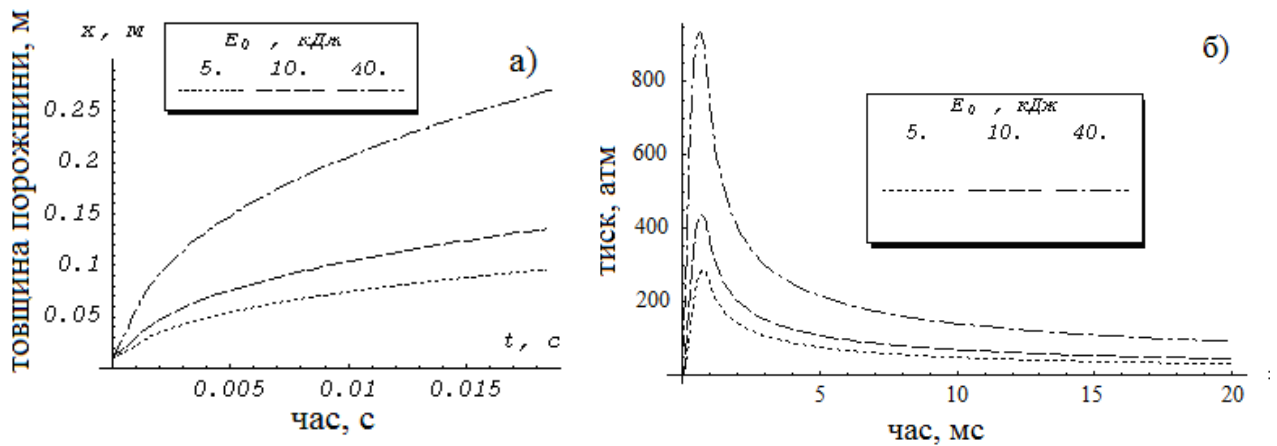 x, м
E₀ , кДж
5. 10. 40.
а)
0.25
0.2
0.15
0.1
0.05
t, с
0.005 0.01 0.015
час, с
товщина порожнини, м
б)
E₀ , кДж
5. 10. 40.
800
600
400
200
5 10 15 20
час, мс
тиск, атм